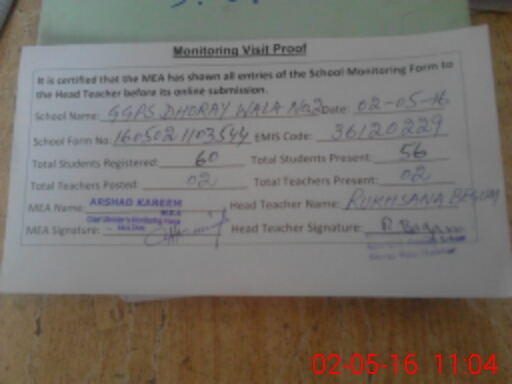 Monitoring Visit Proof
It is certified that the MEA has shown all entries of the School Monitoring Form to
the Head Teacher before its online submission.
School Name: GGPS DHORAY WALA No.2 Date: 02-05-16
School Form No: 1605021103544 EMIS Code: 36120229
Total Students Registered: 60 Total Students Present: 56
Total Teachers Posted: 02 Total Teachers Present: 02
MEA Name: ARSHAD KAREEM Head Teacher Name: RUKHSANA BEGUM
MEA Signature: Head Teacher Signature: R. Begum
02-05-16 11:04